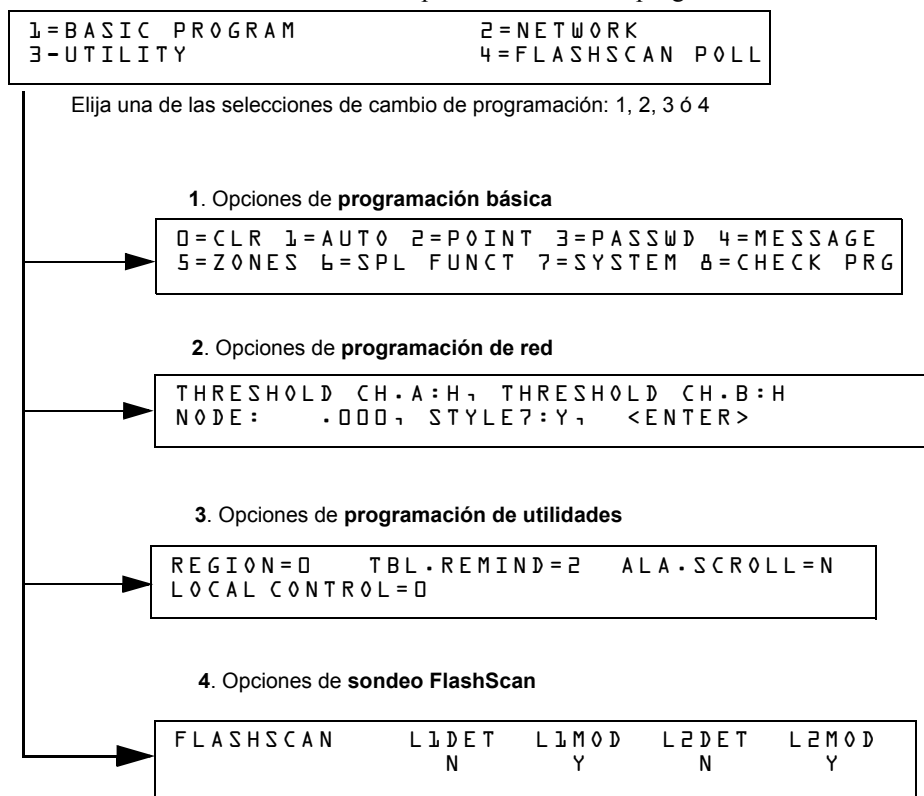 1=BASIC PROGRAM 2=NETWORK
3-UTILITY 4=FLASHSCAN POLL
Elija una de las selecciones de cambio de programación: 1, 2, 3 ó 4
1. Opciones de programación básica
0=CLR 1=AUTO 2=POINT 3=PASSWD 4=MESSAGE
5=ZONES 6=SPL FUNCT 7=SYSTEM 8=CHECK PRG
2. Opciones de programación de red
THRESHOLD CH.A:H, THRESHOLD CH.B:H
NODE: .000, STYLE7:Y, <ENTER>
3. Opciones de programación de utilidades
REGION=0 TBL.REMIND=2 ALA.SCROLL=N
LOCAL CONTROL=0
4. Opciones de sondeo FlashScan
FLASHSCAN L1DET L1MOD L2DET L2MOD
N Y N Y